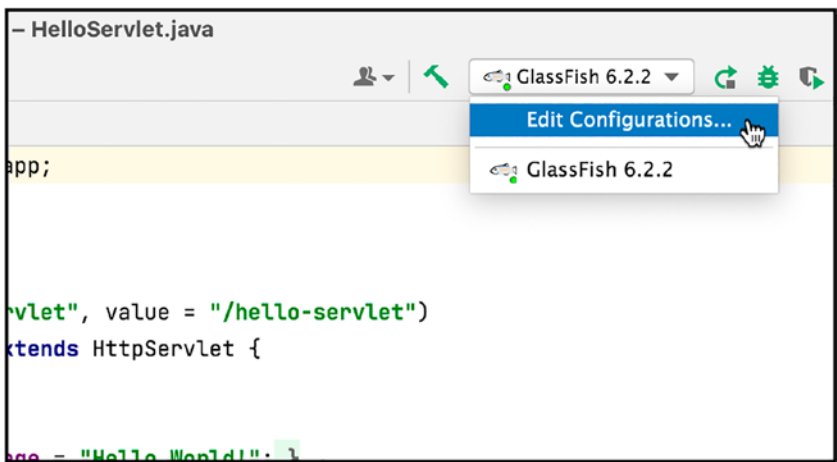 – HelloServlet.java
GlassFish 6.2.2
Edit Configurations...
app;
GlassFish 6.2.2
rvlet", value = "/hello-servlet")
xtends HttpServlet {
age = "Hello World!"; }